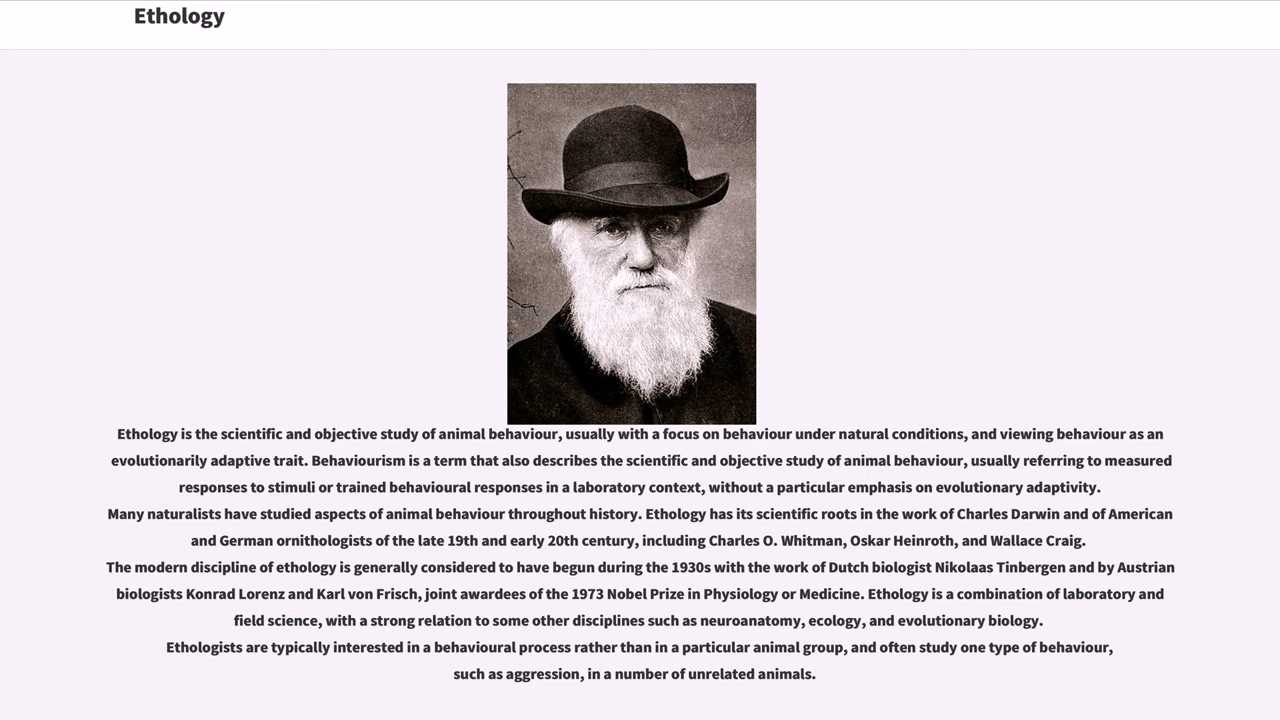 Ethology
Ethology is the scientific and objective study of animal behaviour, usually with a focus on behaviour under natural conditions, and viewing behaviour as an
evolutionarily adaptive trait. Behaviourism is a term that also describes the scientific and objective study of animal behaviour, usually referring to measured
responses to stimuli or trained behavioural responses in a laboratory context, without a particular emphasis on evolutionary adaptivity.
Many naturalists have studied aspects of animal behaviour throughout history. Ethology has its scientific roots in the work of Charles Darwin and of American
and German ornithologists of the late 19th and early 20th century, including Charles O. Whitman, Oskar Heinroth, and Wallace Craig.
The modern discipline of ethology is generally considered to have begun during the 1930s with the work of Dutch biologist Nikolaas Tinbergen and by Austrian
biologists Konrad Lorenz and Karl von Frisch, joint awardees of the 1973 Nobel Prize in Physiology or Medicine. Ethology is a combination of laboratory and
field science, with a strong relation to some other disciplines such as neuroanatomy, ecology, and evolutionary biology.
Ethologists are typically interested in a behavioural process rather than in a particular animal group, and often study one type of behaviour,
such as aggression, in a number of unrelated animals.